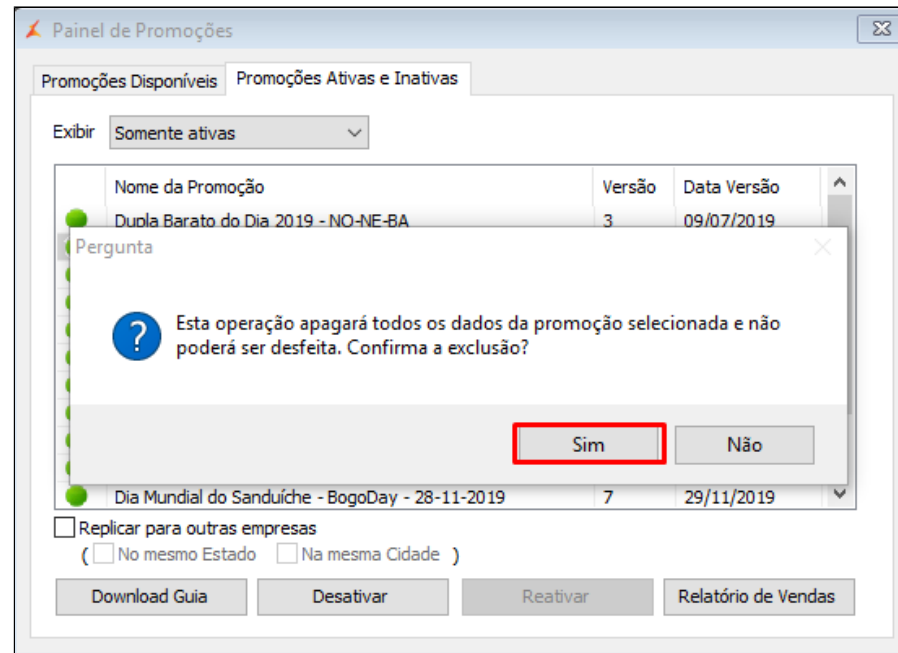 Painel de Promoções
Promoções Disponíveis Promoções Ativas e Inativas
Exibir Somente ativas
Nome da Promoção Versão Data Versão
Dupla Barato do Dia 2019 - NO-NE-BA 3 09/07/2019
Pergunta
?
Esta operação apagará todos os dados da promoção selecionada e não
poderá ser desfeita. Confirma a exclusão?
Sim Não
Dia Mundial do Sanduíche - BogoDay - 28-11-2019 7 29/11/2019
Replicar para outras empresas
( No mesmo Estado Na mesma Cidade )
Download Guia Desativar Reativar Relatório de Vendas